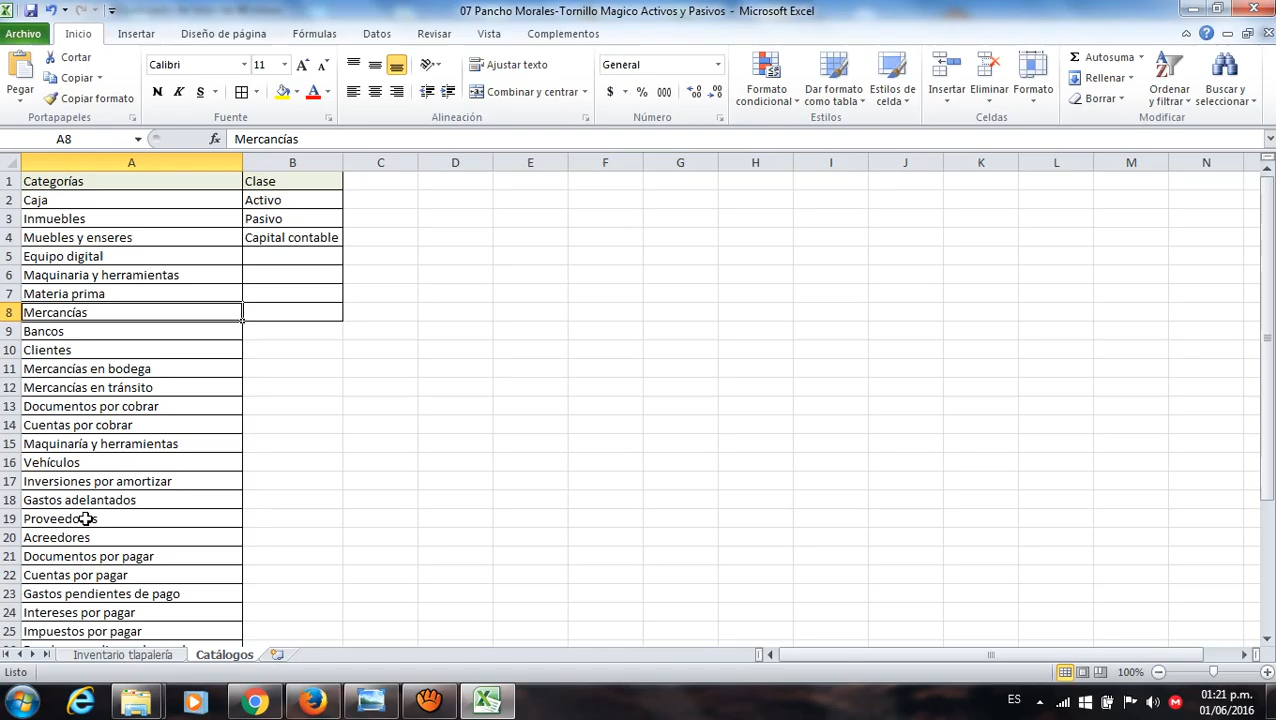 07 Pancho Morales-Tornillo Magico Activos y Pasivos - Microsoft Excel
Archivo Inicio Insertar Diseño de página Fórmulas Datos Revisar Vista Complementos
Pegar
Cortar
Copiar
Copiar formato
Portapapeles
Calibri 11
N K S
Fuente
Ajustar texto
Combinar y centrar
Alineación
General
$ % 000
Número
Formato condicional
Dar formato como tabla
Estilos de celda
Estilos
Insertar Eliminar Formato
Celdas
Autosuma
Rellenar
Borrar
Ordenar y filtrar
Buscar y seleccionar
Modificar
A8 fx Mercancías
A B C D E F G H I J K L M N
1 Categorías Clase
2 Caja Activo
3 Inmuebles Pasivo
4 Muebles y enseres Capital contable
5 Equipo digital
6 Maquinaria y herramientas
7 Materia prima
8 Mercancías
9 Bancos
10 Clientes
11 Mercancías en bodega
12 Mercancías en tránsito
13 Documentos por cobrar
14 Cuentas por cobrar
15 Maquinaría y herramientas
16 Vehículos
17 Inversiones por amortizar
18 Gastos adelantados
19 Proveedores
20 Acreedores
21 Documentos por pagar
22 Cuentas por pagar
23 Gastos pendientes de pago
24 Intereses por pagar
25 Impuestos por pagar
Inventario tlapalería Catálogos
Listo 100%
ES 01:21 p.m.
01/06/2016